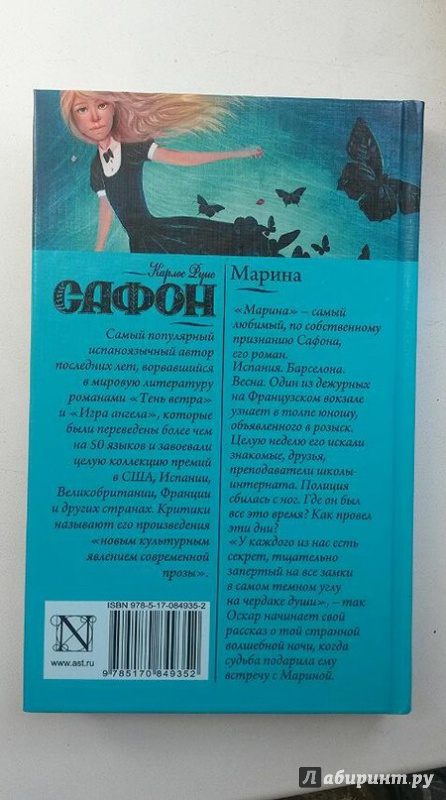 Карлос Руис
САФОН
Самый популярный
испаноязычный автор
последних лет, ворвавшийся
в мировую литературу
романами «Тень ветра»
и «Игра ангела», которые
были переведены более чем
на 50 языков и завоевали
целую коллекцию премий
в США, Испании,
Великобритании, Франции
и других странах. Критики
называют его произведения
«новым культурным
явлением современной
прозы».
Марина
«Марина» – самый
любимый, по собственному
признанию Сафона,
его роман.
Испания. Барселона.
Весна. Один из дежурных
на Французском вокзале
узнает в толпе юношу,
объявленного в розыск.
Целую неделю его искали
знакомые, друзья,
преподаватели школы-
интерната. Полиция
сбилась с ног. Где он был
все это время? Как провел
эти дни?
«У каждого из нас есть
секрет, тщательно
запертый на все замки
в самом темном углу
на чердаке души», – так
Оскар начинает свой
рассказ о той странной
волшебной ночи, когда
судьба подарила ему
встречу с Мариной.
N
www.ast.ru
ISBN 978-5-17-084935-2
9 785170 849352
Лабиринт.ру